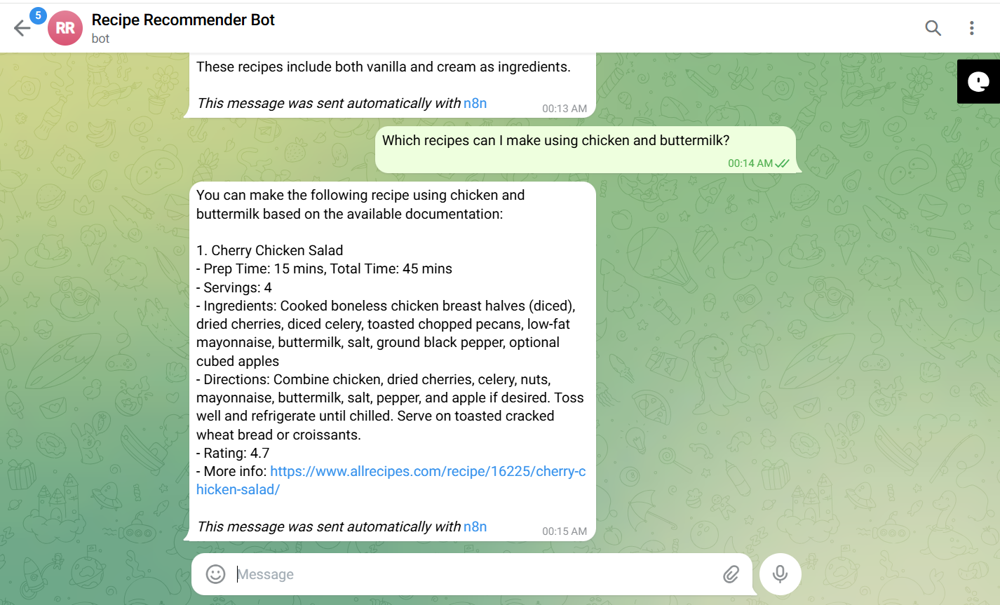 5
RR
Recipe Recommender Bot
bot
These recipes include both vanilla and cream as ingredients.
This message was sent automatically with n8n
00:13 AM
Which recipes can I make using chicken and buttermilk?
00:14 AM
You can make the following recipe using chicken and
buttermilk based on the available documentation:
1. Cherry Chicken Salad
- Prep Time: 15 mins, Total Time: 45 mins
- Servings: 4
- Ingredients: Cooked boneless chicken breast halves (diced),
dried cherries, diced celery, toasted chopped pecans, low-fat
mayonnaise, buttermilk, salt, ground black pepper, optional
cubed apples
- Directions: Combine chicken, dried cherries, celery, nuts,
mayonnaise, buttermilk, salt, pepper, and apple if desired. Toss
well and refrigerate until chilled. Serve on toasted cracked
wheat bread or croissants.
- Rating: 4.7
- More info: https://www.allrecipes.com/recipe/16225/cherry-c
hicken-salad/
This message was sent automatically with n8n
00:15 AM
Message